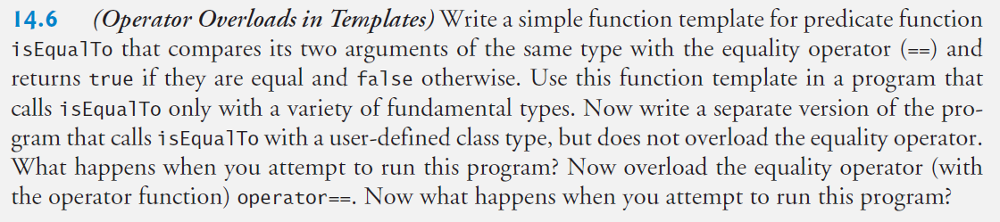 14.6 (Operator Overloads in Templates) Write a simple function template for predicate function
isEqualTo that compares its two arguments of the same type with the equality operator (==) and
returns true if they are equal and false otherwise. Use this function template in a program that
calls isEqualTo only with a variety of fundamental types. Now write a separate version of the pro-
gram that calls isEqualTo with a user-defined class type, but does not overload the equality operator.
What happens when you attempt to run this program? Now overload the equality operator (with
the operator function) operator==. Now what happens when you attempt to run this program?